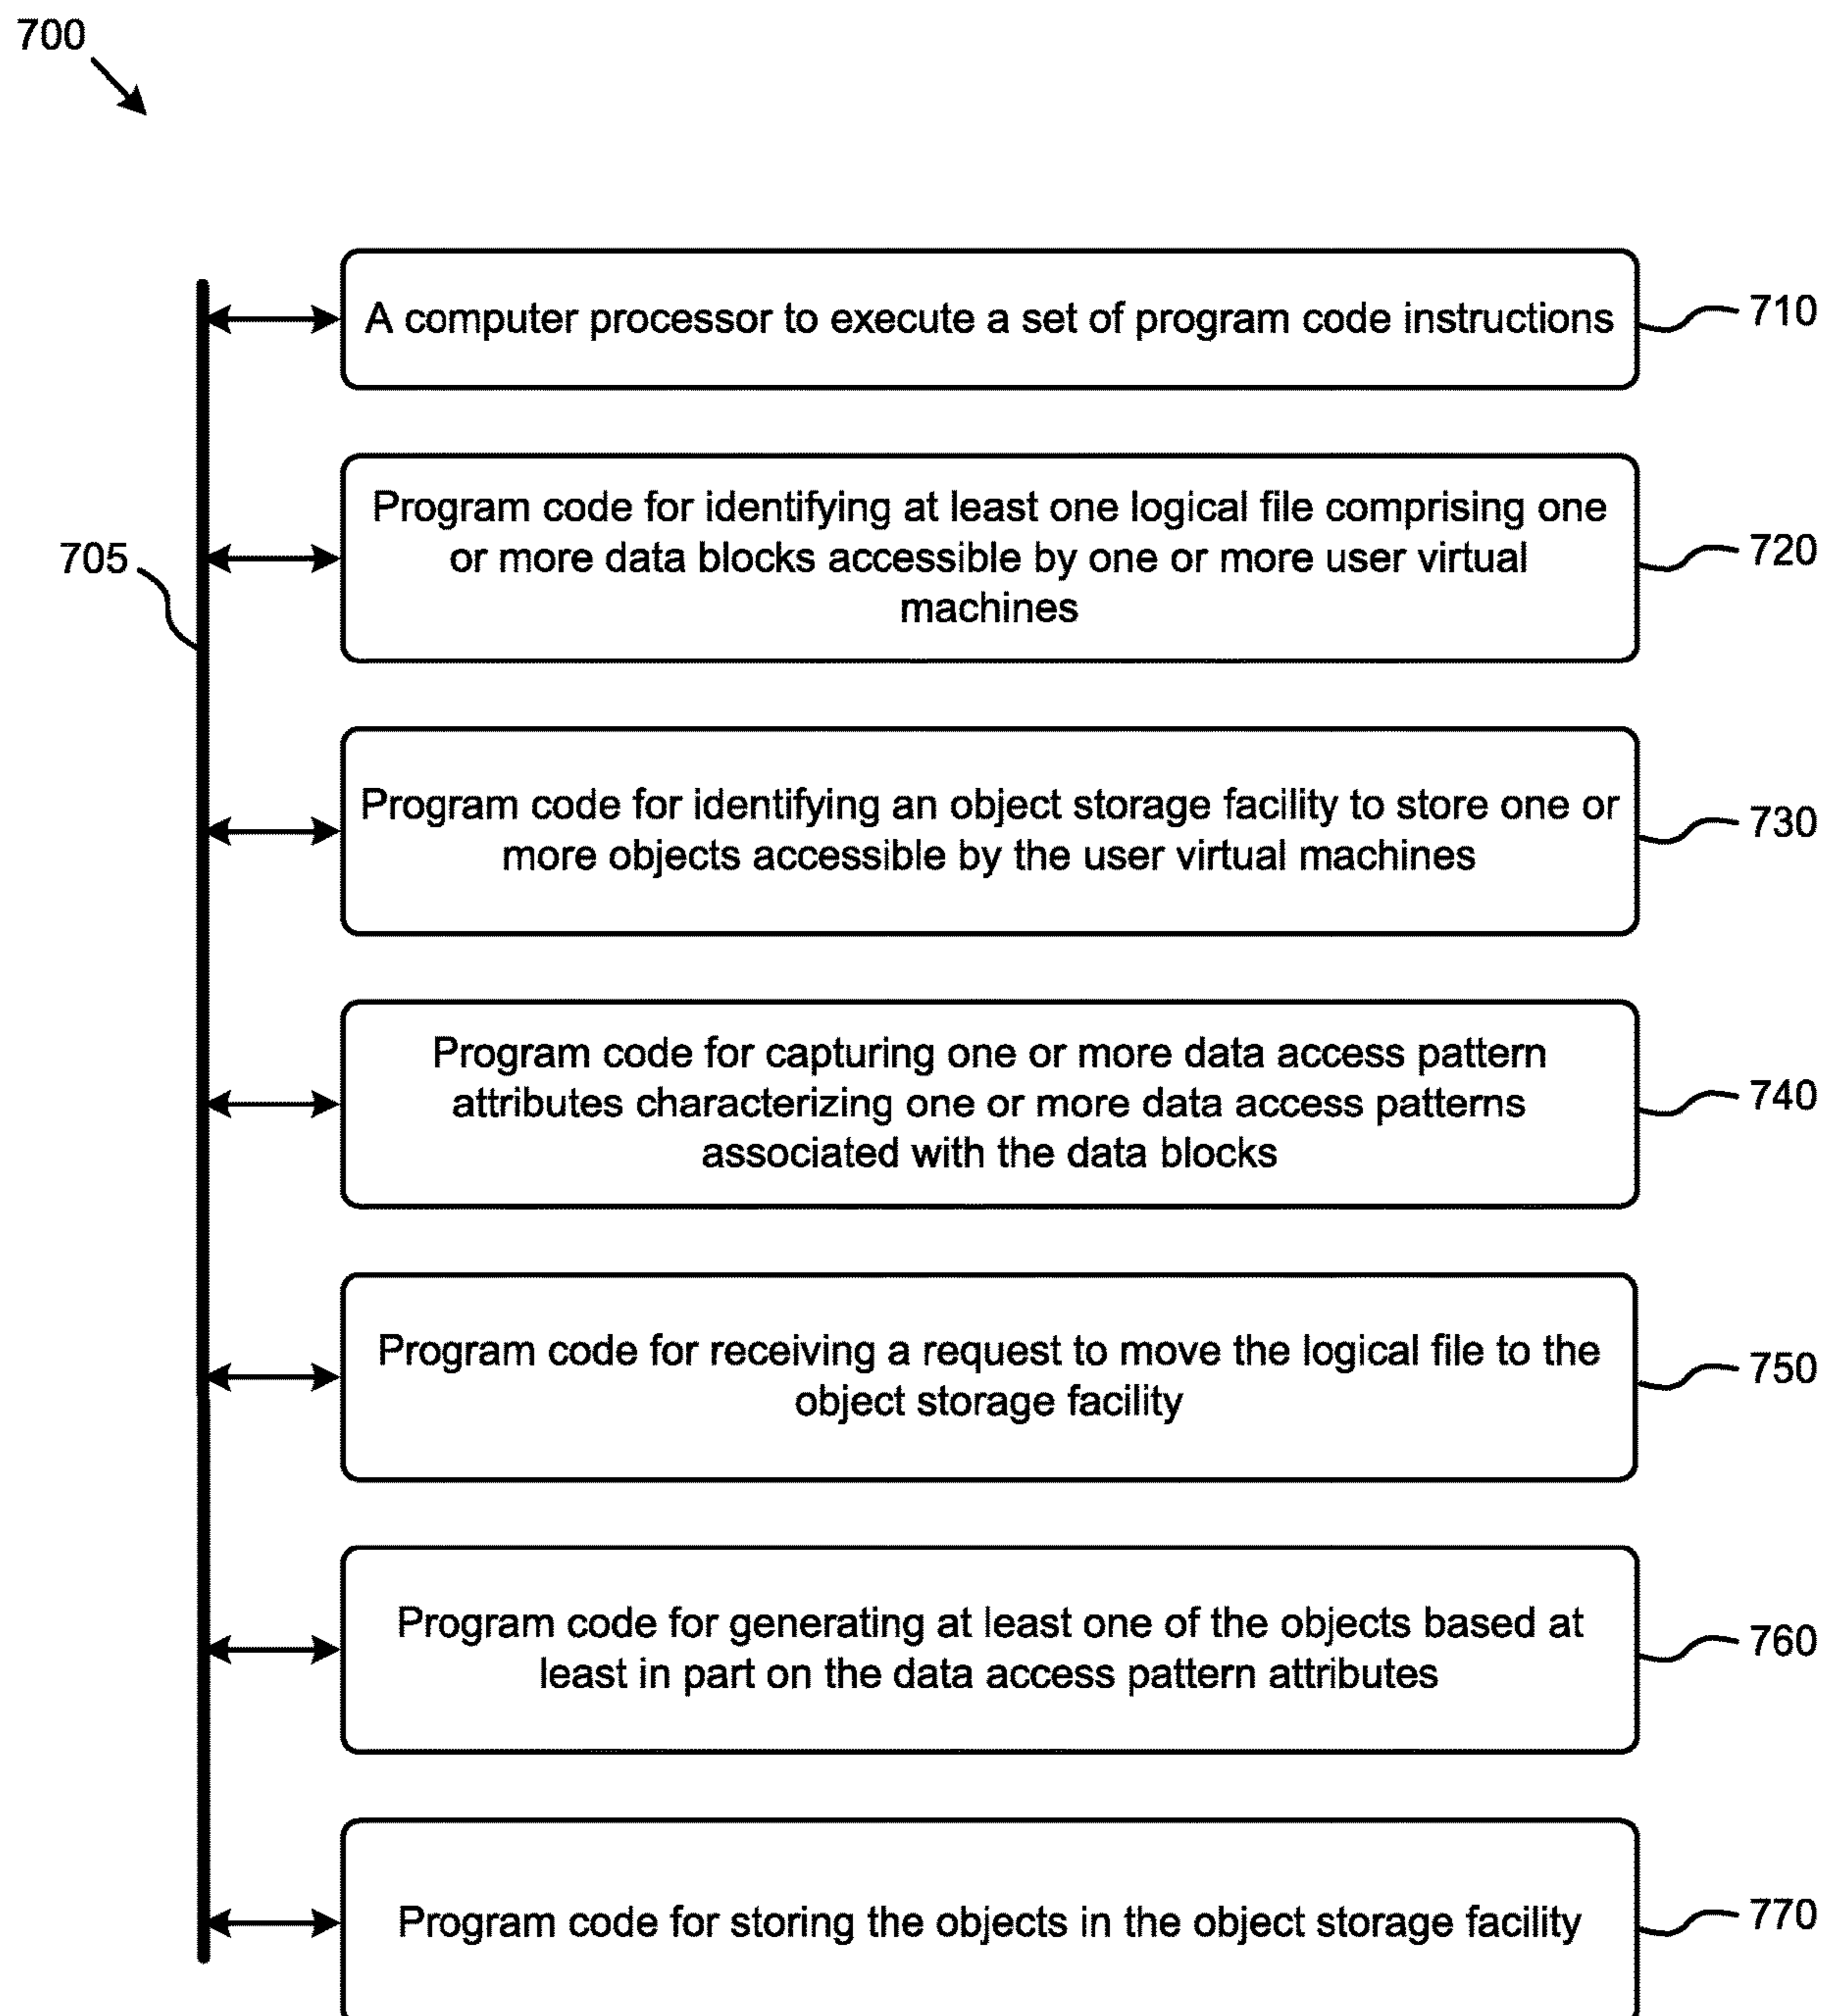 700
A computer processor to execute a set of program code instructions
710
Program code for identifying at least one logical file comprising one
or more data blocks accessible by one or more user virtual
machines
720
705
Program code for identifying an object storage facility to store one or
more objects accessible by the user virtual machines
730
Program code for capturing one or more data access pattern
attributes characterizing one or more data access patterns
associated with the data blocks
740
Program code for receiving a request to move the logical file to the
object storage facility
750
Program code for generating at least one of the objects based at
least in part on the data access pattern attributes
760
Program code for storing the objects in the object storage facility
770